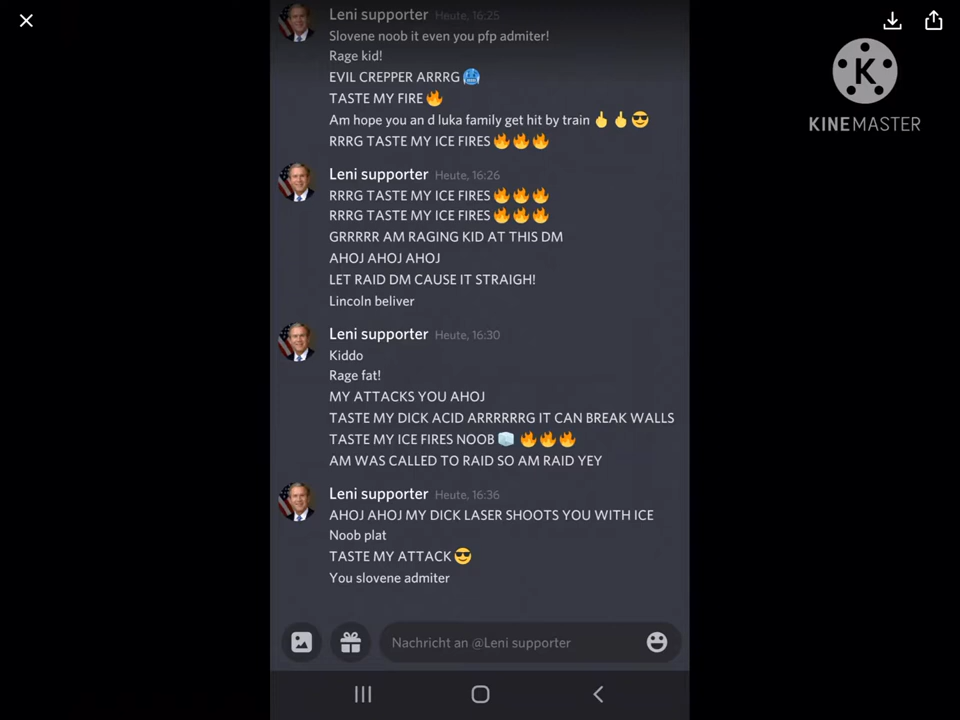 Leni supporter Heute, 16:25
Slovene noob it even you pfp admiter!
Rage kid!
EVIL CREPPER ARRRG 🥶
TASTE MY FIRE 🔥
Am hope you an d luka family get hit by train 🖕🖕😎
RRRG TASTE MY ICE FIRES 🔥🔥🔥
Leni supporter Heute, 16:26
RRRG TASTE MY ICE FIRES 🔥🔥🔥
RRRG TASTE MY ICE FIRES 🔥🔥🔥
GRRRRR AM RAGING KID AT THIS DM
AHOJ AHOJ AHOJ
LET RAID DM CAUSE IT STRAIGH!
Lincoln beliver
Leni supporter Heute, 16:30
Kiddo
Rage fat!
MY ATTACKS YOU AHOJ
TASTE MY DICK ACID ARRRRRRG IT CAN BREAK WALLS
TASTE MY ICE FIRES NOOB 🧊 🔥🔥🔥
AM WAS CALLED TO RAID SO AM RAID YEY
Leni supporter Heute, 16:36
AHOJ AHOJ MY DICK LASER SHOOTS YOU WITH ICE
Noob plat
TASTE MY ATTACK 😎
You slovene admiter
Nachricht an @Leni supporter
K
KINEMASTER